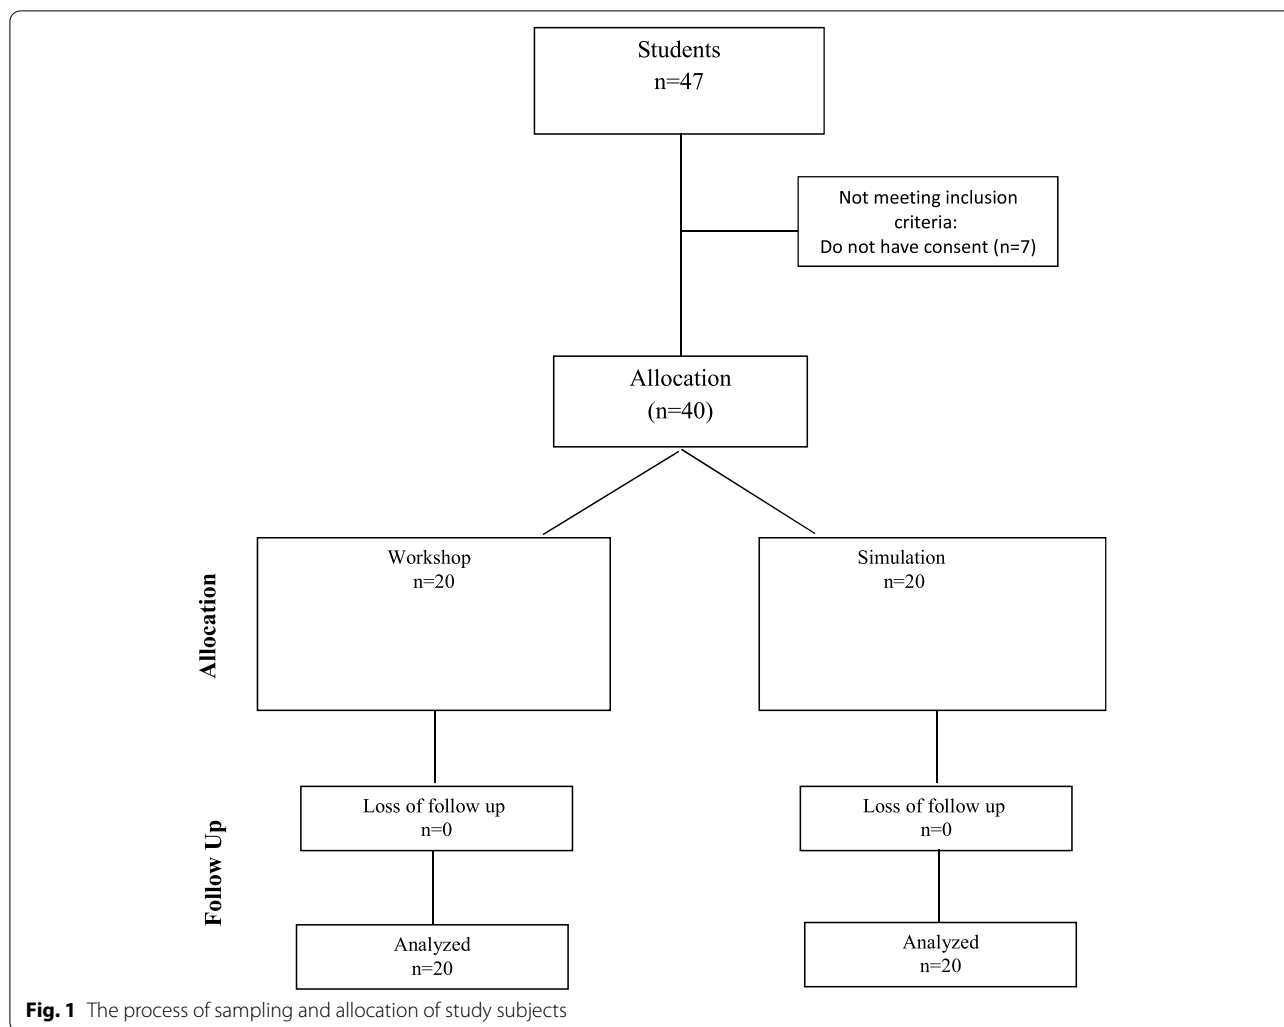 Students
n=47
Not meeting inclusion
criteria:
Do not have consent (n=7)
Allocation
(n=40)
Allocation
Workshop
n=20
Simulation
n=20
Follow Up
Loss of follow up
n=0
Loss of follow up
n=0
Analyzed
n=20
Analyzed
n=20
Fig. 1 The process of sampling and allocation of study subjects